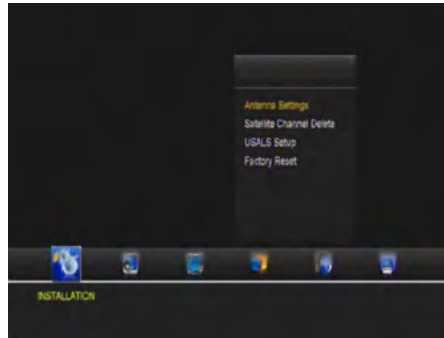 Antenna Settings
Satellite Channel Delete
USALS Setup
Factory Reset
INSTALLATION